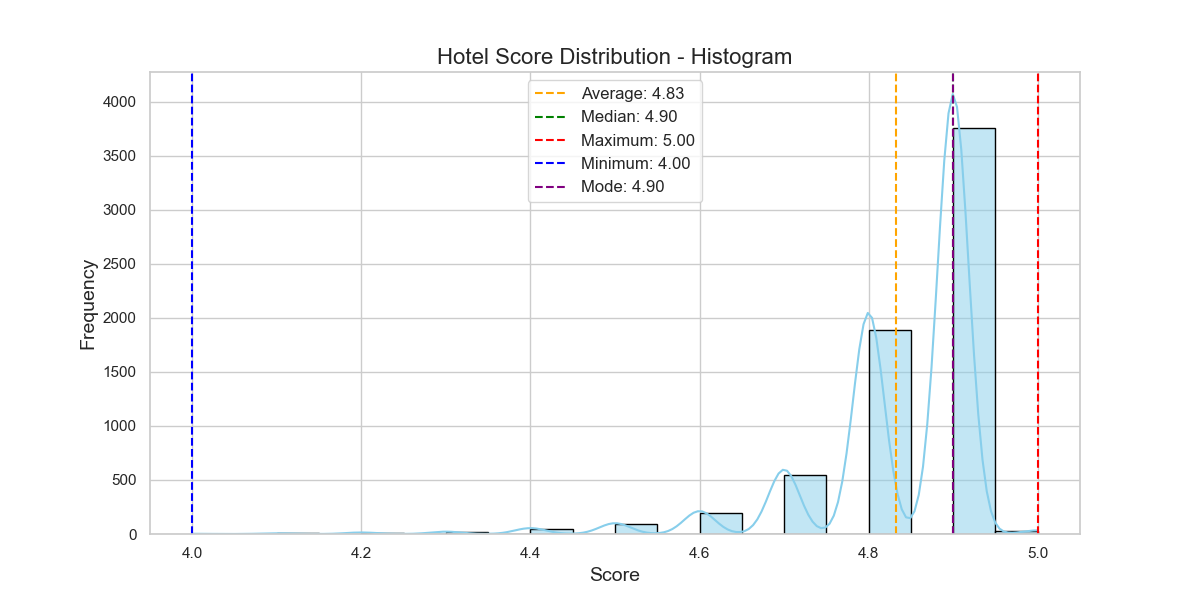 Hotel Score Distribution - Histogram
Average: 4.83
Median: 4.90
Maximum: 5.00
Minimum: 4.00
Mode: 4.90
Frequency
4000
3500
3000
2500
2000
1500
1000
500
0
4.0 4.2 4.4 4.6 4.8 5.0
Score